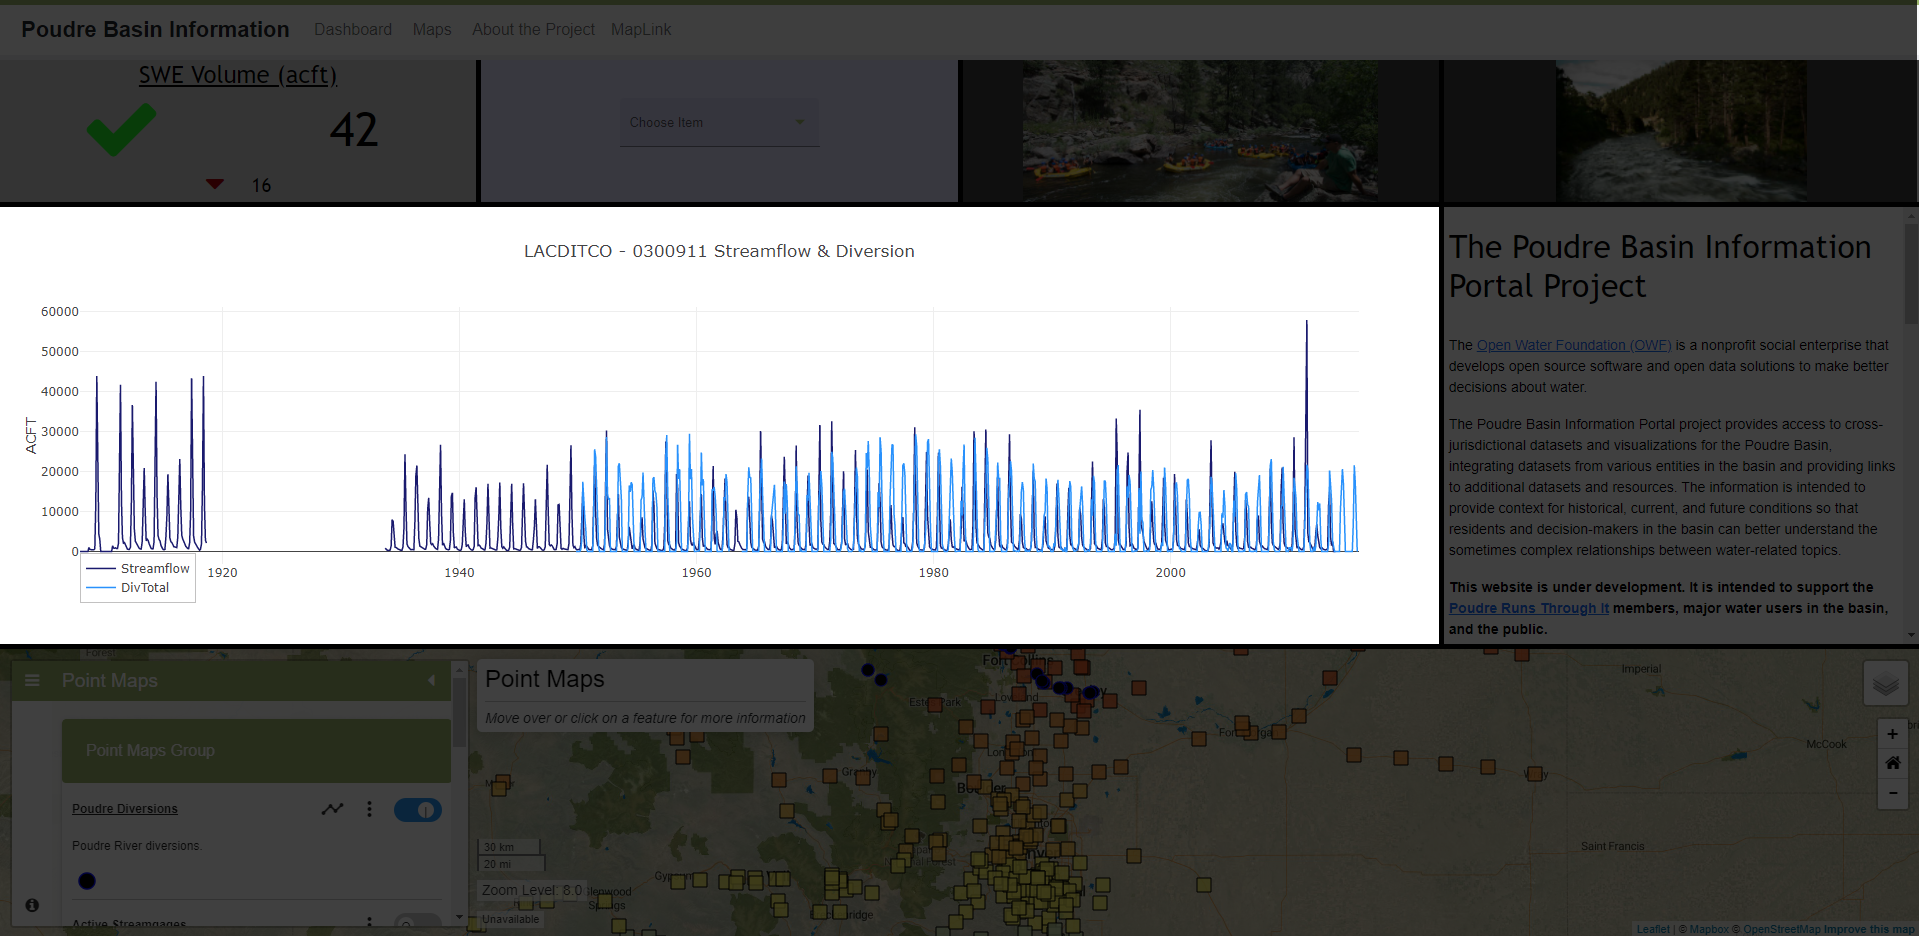 Poudre Basin Information
Dashboard
Maps
About the Project
MapLink
SWE Volume (acft)
42
16
Choose Item
LACDITCO - 0300911 Streamflow & Diversion
ACFT
60000
50000
40000
30000
20000
10000
0
1920
1940
1960
1980
2000
Streamflow
DivTotal
The Poudre Basin Information
Portal Project
The Open Water Foundation (OWF) is a nonprofit social enterprise that
develops open source software and open data solutions to make better
decisions about water.
The Poudre Basin Information Portal project provides access to cross-
jurisdictional datasets and visualizations for the Poudre Basin,
integrating datasets from various entities in the basin and providing links
to additional datasets and resources. The information is intended to
provide context for historical, current, and future conditions so that
residents and decision-makers in the basin can better understand the
sometimes complex relationships between water-related topics.
This website is under development. It is intended to support the
Poudre Runs Through It members, major water users in the basin,
and the public.
Forest
Point Maps
Point Maps Group
Poudre Diversions
Poudre River diversions.
Active Streamgages
Point Maps
Move over or click on a feature for more information
30 km
20 mi
Zoom Level: 8.0
Unavailable
Granby
Imperial
McCook
Saint Francis
Springs
+
−
Leaflet | © Mapbox © OpenStreetMap Improve this map